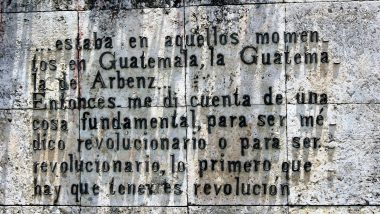 ...estaba en aquellos momen
tos en Guatemala, la Guatema
la de Arbenz...
Entonces me di cuenta de una
cosa fundamental: para ser mé
dico revolucionario o para ser
revolucionario, lo primero que
hay que tener es revolución